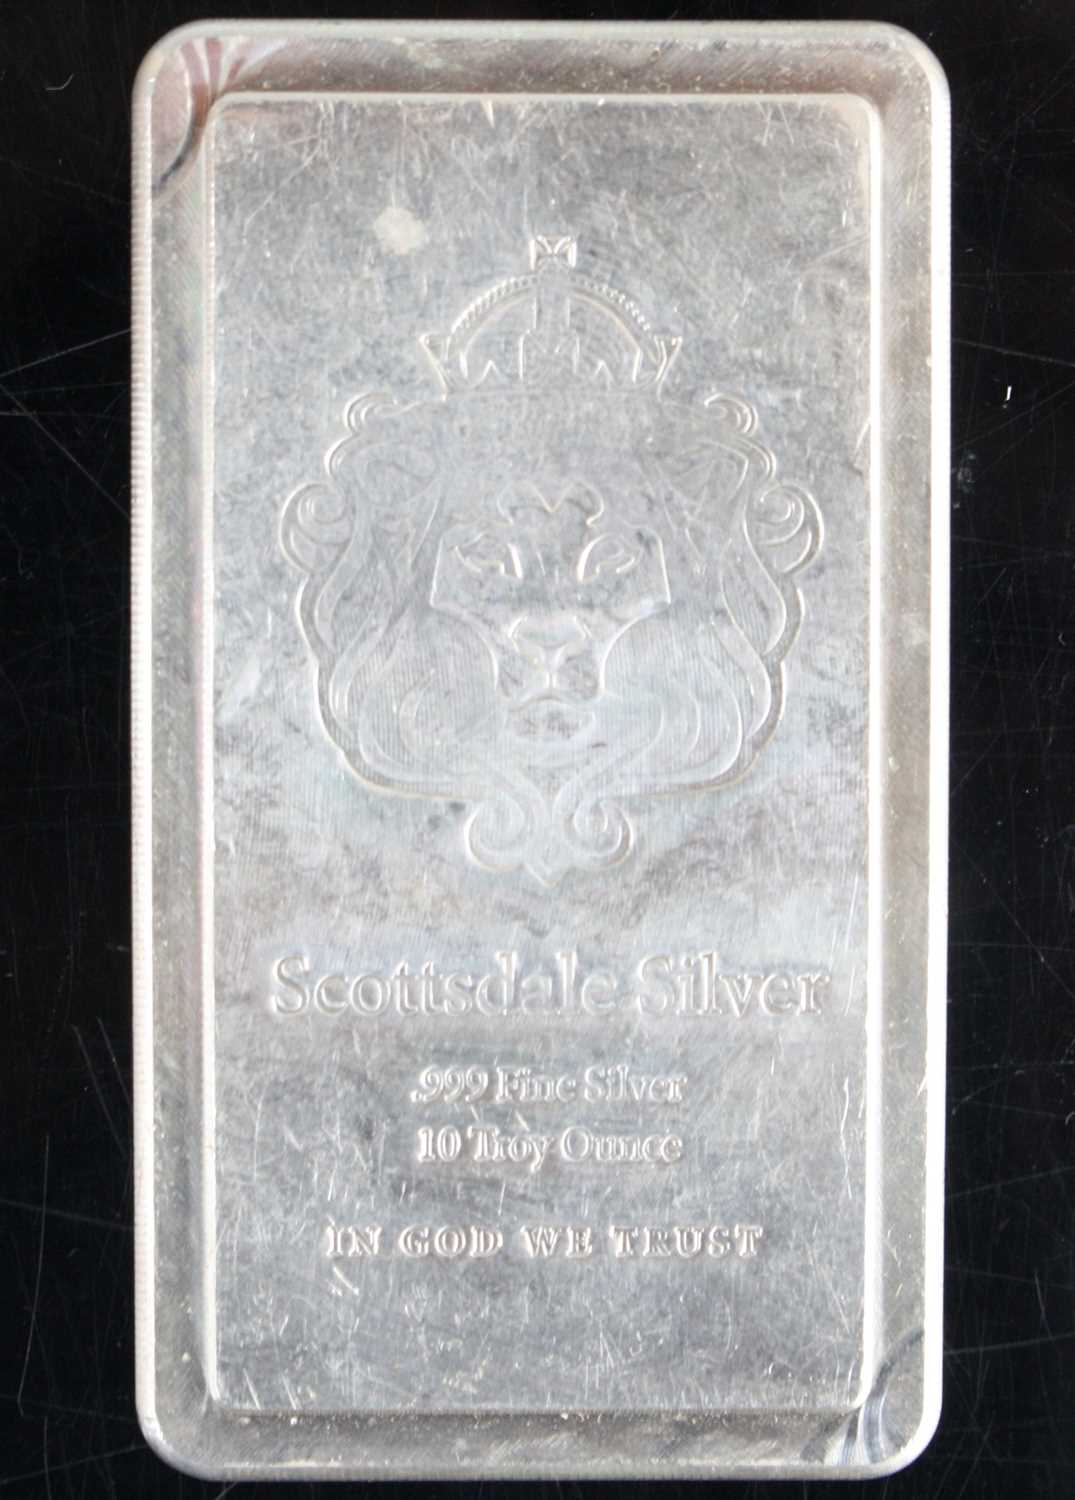 Scottsdale Silver
.999 Fine Silver
10 Troy Ounce
IN GOD WE TRUST